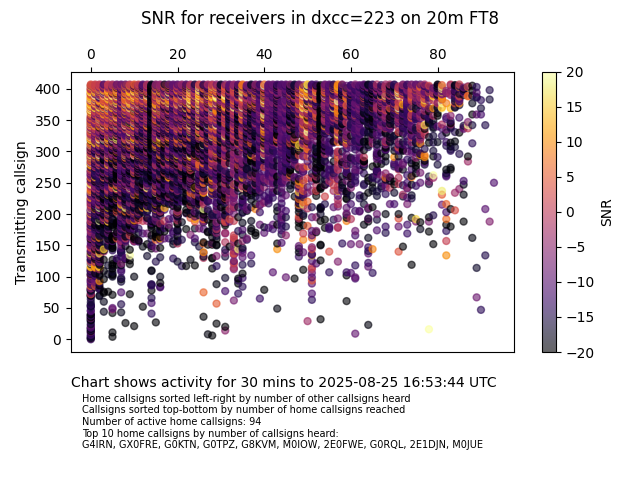 SNR for receivers in dxcc=223 on 20m FT8
0 20 40 60 80
400
350
300
250
200
150
100
50
0
Transmitting callsign
20
15
10
5
0
−5
−10
−15
−20
SNR
Chart shows activity for 30 mins to 2025-08-25 16:53:44 UTC
Home callsigns sorted left-right by number of other callsigns heard
Callsigns sorted top-bottom by number of home callsigns reached
Number of active home callsigns: 94
Top 10 home callsigns by number of callsigns heard:
G4IRN, GX0FRE, G0KTN, G0TPZ, G8KVM, M0IOW, 2E0FWE, G0RQL, 2E1DJN, M0JUE